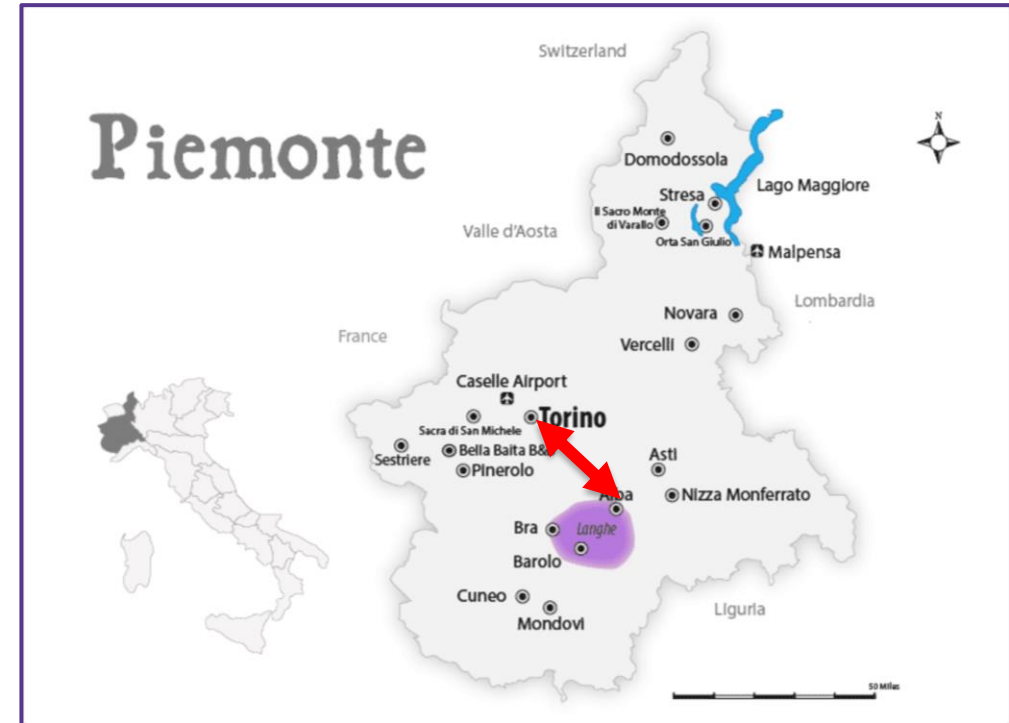 Switzerland
N
Piemonte
Domodossola
Lago Maggiore
Stresa
Il Sacro Monte
di Varallo
Orta San Giulio
Valle d'Aosta
Malpensa
Lombardia
Novara
Vercelli
France
Caselle Airport
Torino
Sacra di San Michele
Sestriere
Bella Baita B&
Pinerolo
Asti
Nizza Monferrato
Alba
Bra
Langhe
Barolo
Cuneo
Mondovi
Liguria
50 Miles